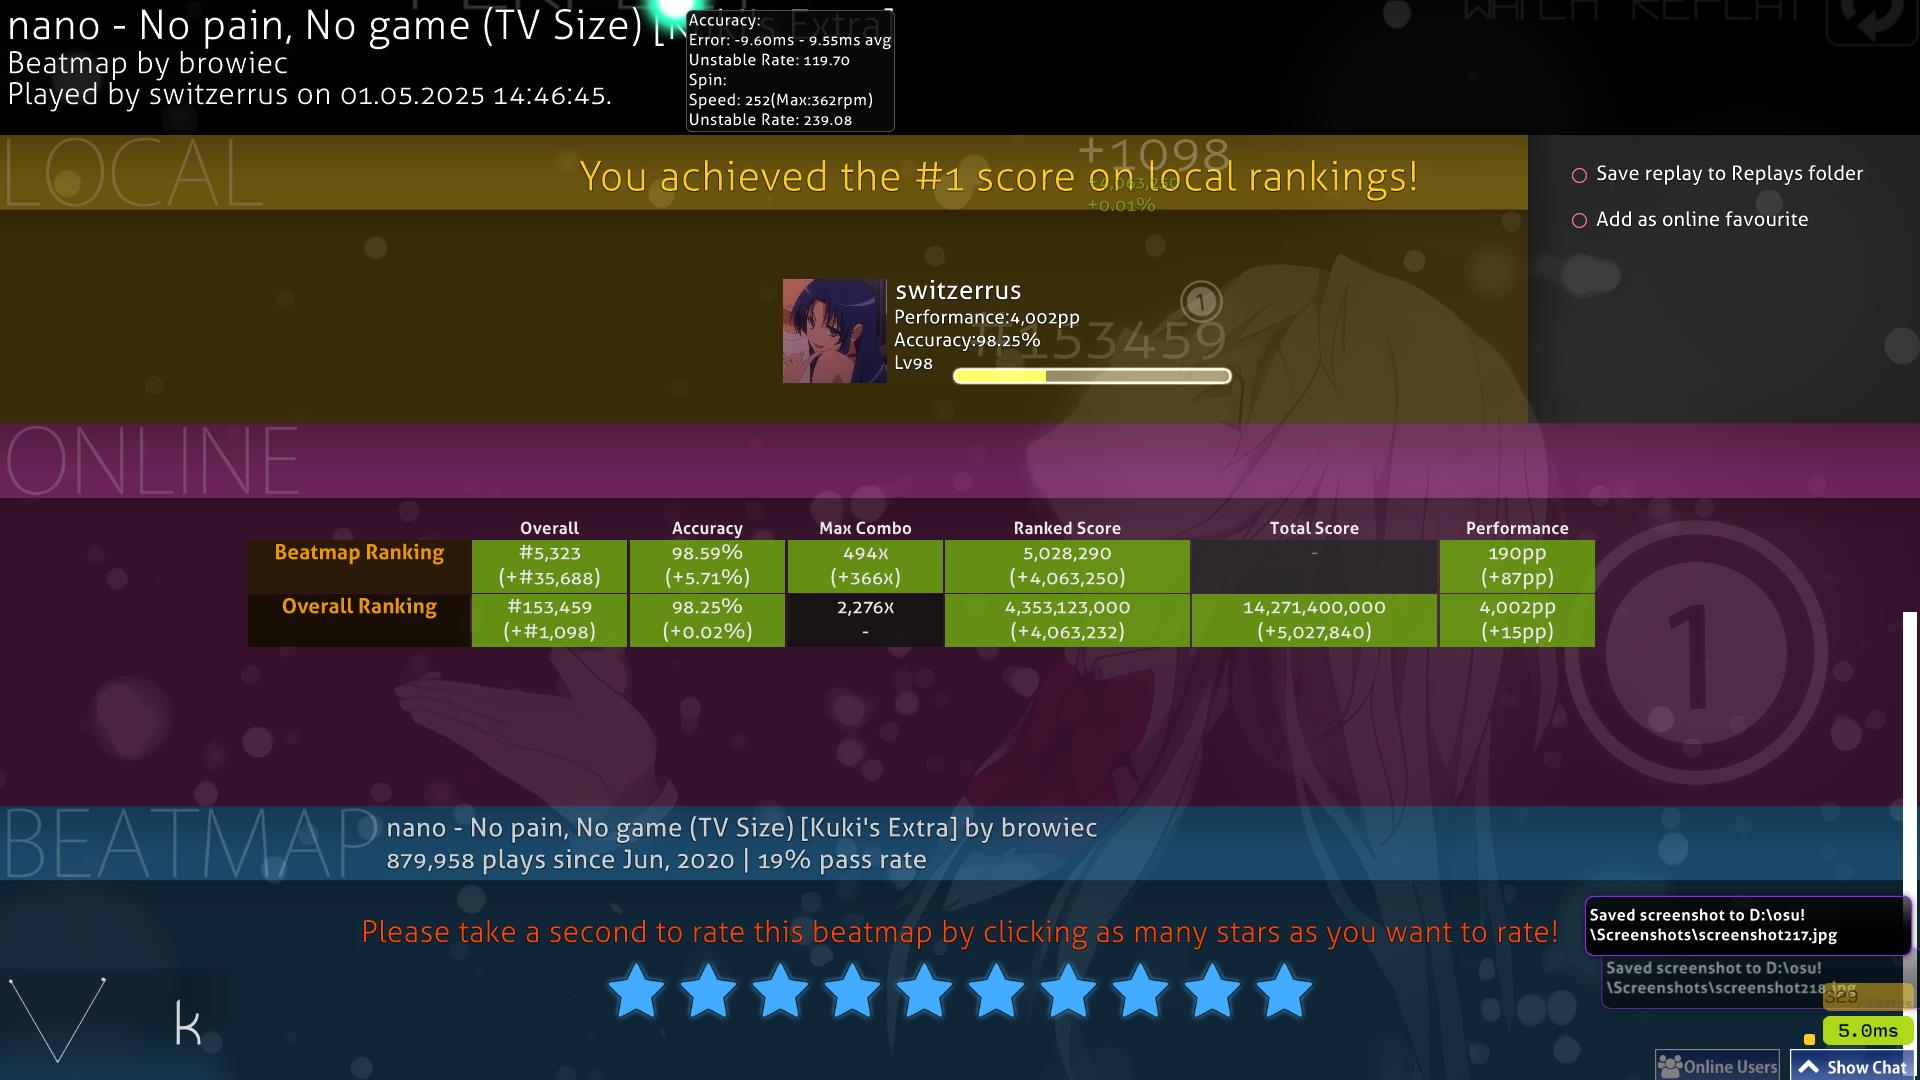 nano - No pain, No game (TV Size) [Kuki's Extra]
Beatmap by browiec
Played by switzerrus on 01.05.2025 14:46:45.
Accuracy:
Error: -9.60ms - 9.55ms avg
Unstable Rate: 119.70
Spin:
Speed: 252(Max:362rpm)
Unstable Rate: 239.08
WATCH REPLAY
LOCAL
You achieved the #1 score on local rankings!
+1098
+4,063,250
+0.01%
Save replay to Replays folder
Add as online favourite
switzerrus
Performance:4,002pp
Accuracy:98.25%
Lv98
1
#153459
ONLINE
Overall Accuracy Max Combo Ranked Score Total Score Performance
Beatmap Ranking #5,323 98.59% 494x 5,028,290 - 190pp
(+#35,688) (+5.71%) (+366x) (+4,063,250) (+87pp)
Overall Ranking #153,459 98.25% 2,276x 4,353,123,000 14,271,400,000 4,002pp
(+#1,098) (+0.02%) - (+4,063,232) (+5,027,840) (+15pp)
1
BEATMAP
nano - No pain, No game (TV Size) [Kuki's Extra] by browiec
879,958 plays since Jun, 2020 | 19% pass rate
Please take a second to rate this beatmap by clicking as many stars as you want to rate!
Saved screenshot to D:\osu!
\Screenshots\screenshot217.jpg
Saved screenshot to D:\osu!
\Screenshots\screenshot218.jpg
k
5.0ms
Online Users
Show Chat